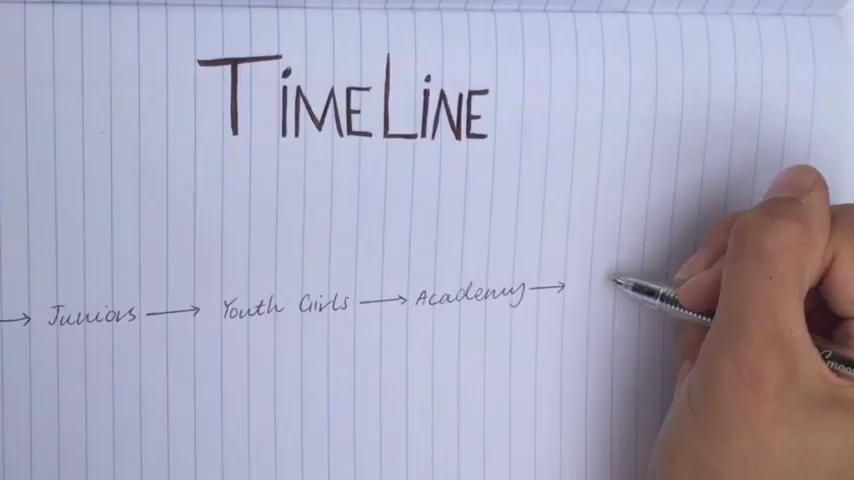 TimeLine
→ Juniors → Youth Girls → Academy →